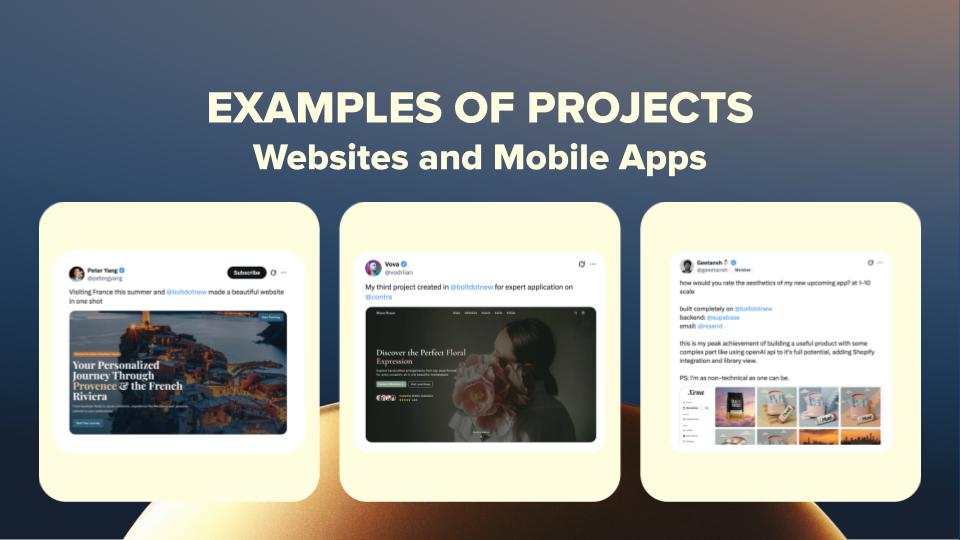 EXAMPLES OF PROJECTS
Websites and Mobile Apps
Peter Yang
@petergyang
Subscribe
Visiting France this summer and @boltdotnew made a beautiful website
in one shot
Your Personalized
Journey Through
Provence & the French
Riviera
Vova
@vodrlian
My third project created in @boltdotnew for expert application on
@contra
Discover the Perfect Floral
Expression
Geetansh
@geeetansh
Member
how would you rate the aesthetics of my new upcoming app? at 1-10
scale
built completely on @boltdotnew
backend: @supabase
email: @resend
this is my peak achievement of building a useful product with some
complex part like using openAI api to it's full potential, adding Shopify
integration and library view.
PS: I'm as non-technical as one can be.
Xena